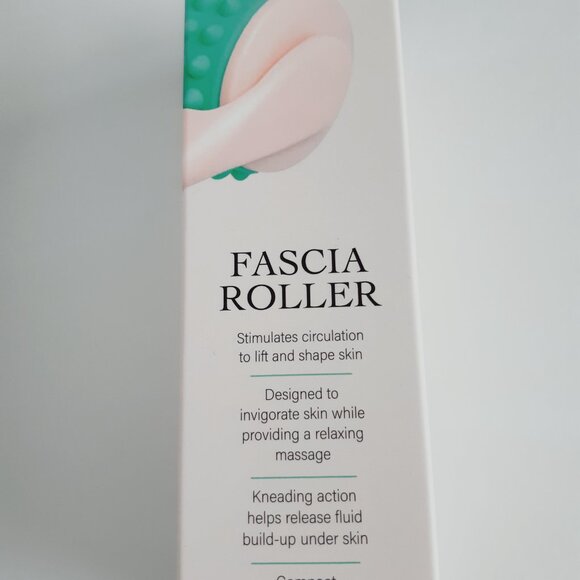 FASCIA
ROLLER
Stimulates circulation
to lift and shape skin
Designed to
invigorate skin while
providing a relaxing
massage
Kneading action
helps release fluid
build-up under skin
Compact